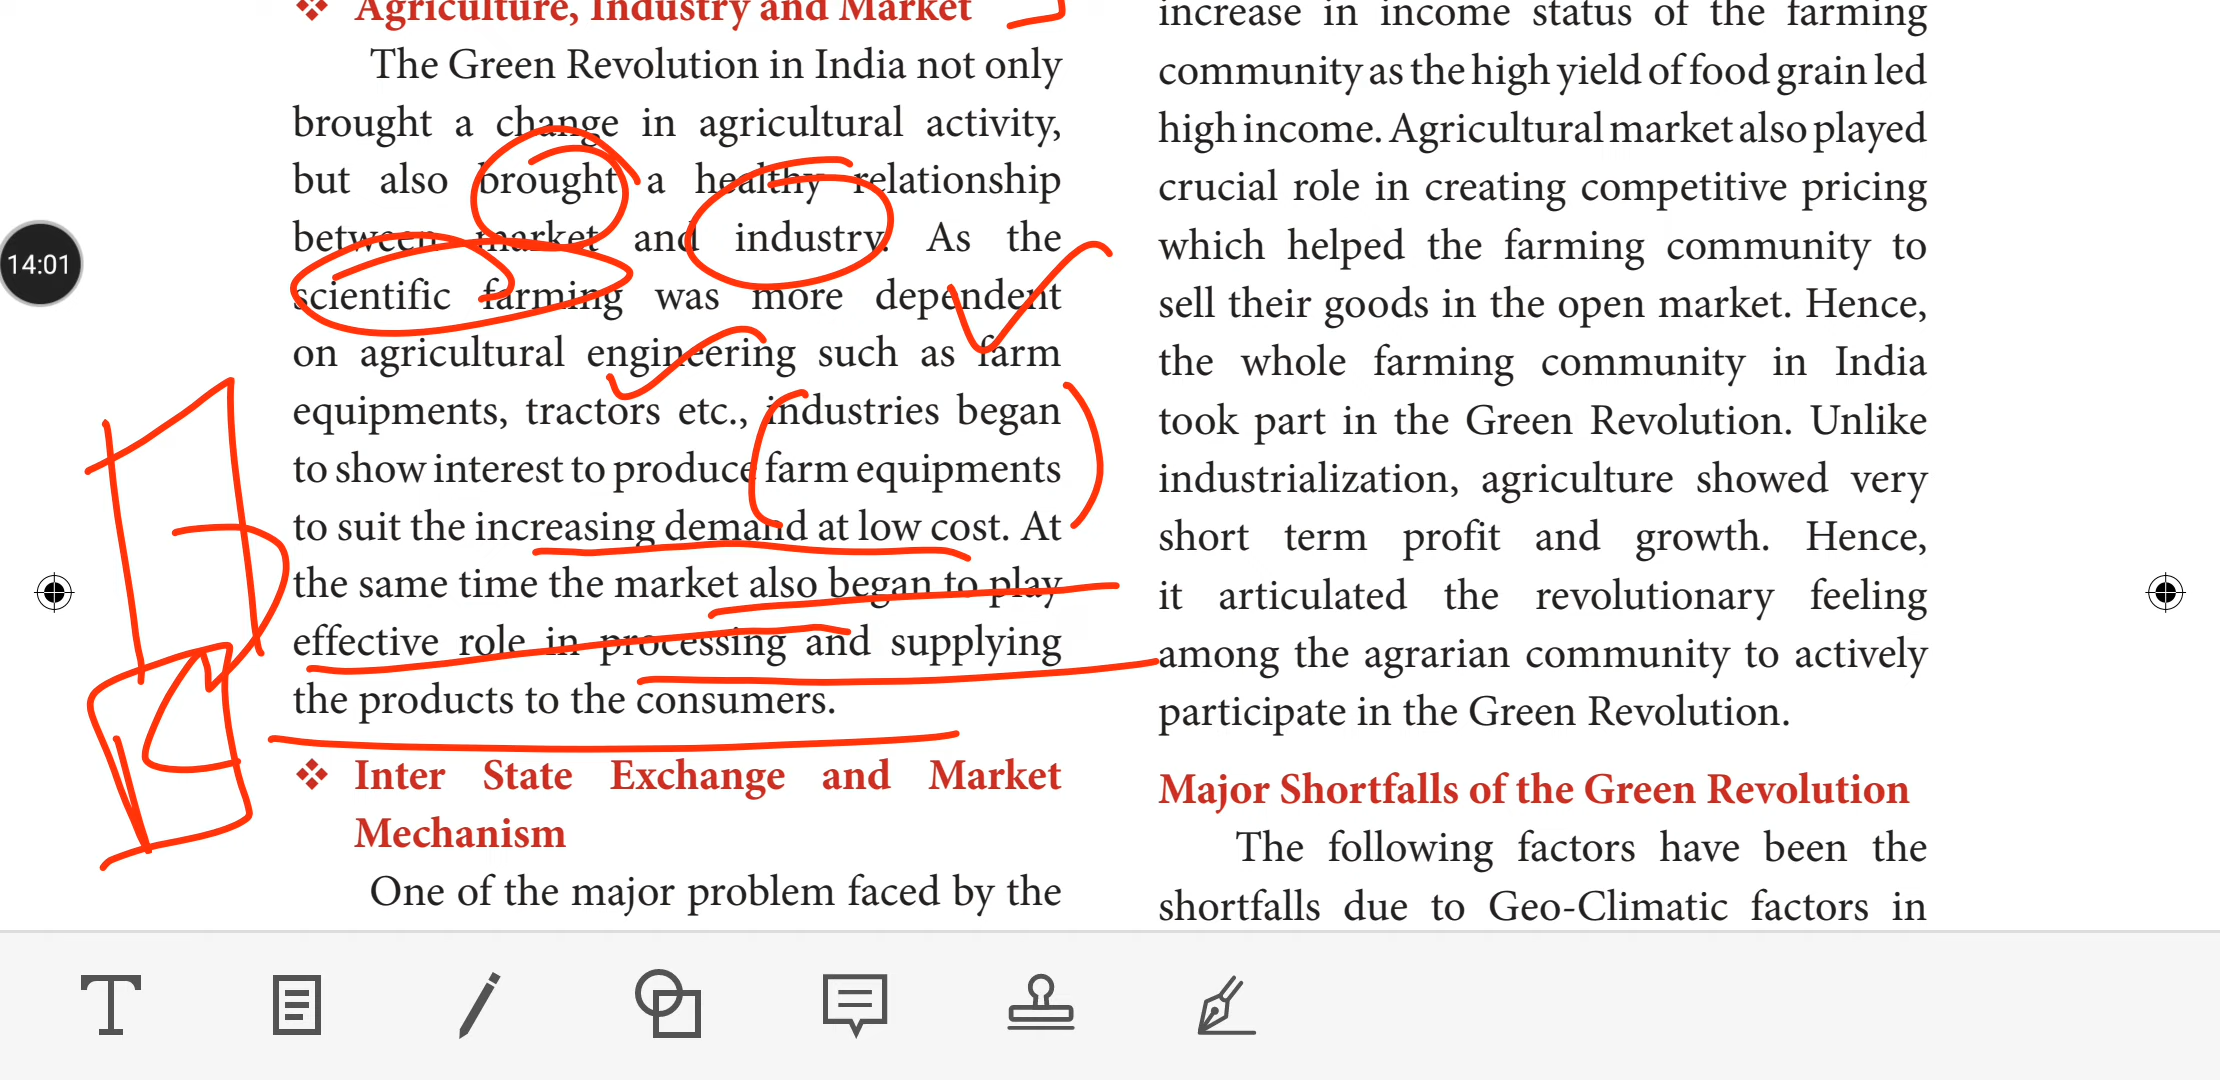 Agriculture, Industry and Market
The Green Revolution in India not only
brought a change in agricultural activity,
but also brought a healthy relationship
between market and industry. As the
scientific farming was more dependent
on agricultural engineering such as farm
equipments, tractors etc., industries began
to show interest to produce farm equipments
to suit the increasing demand at low cost. At
the same time the market also began to play
effective role in processing and supplying
the products to the consumers.
Inter State Exchange and Market
Mechanism
One of the major problem faced by the
increase in income status of the farming
community as the high yield of food grain led
high income. Agricultural market also played
crucial role in creating competitive pricing
which helped the farming community to
sell their goods in the open market. Hence,
the whole farming community in India
took part in the Green Revolution. Unlike
industrialization, agriculture showed very
short term profit and growth. Hence,
it articulated the revolutionary feeling
among the agrarian community to actively
participate in the Green Revolution.
Major Shortfalls of the Green Revolution
The following factors have been the
shortfalls due to Geo-Climatic factors in
14:01